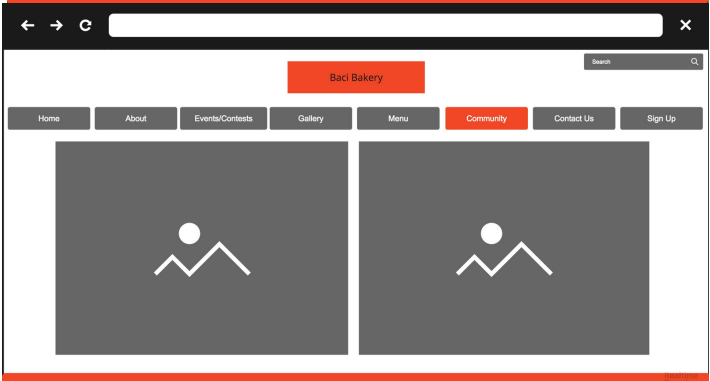 Search
Baci Bakery
Home
About
Events/Contests
Gallery
Menu
Community
Contact Us
Sign Up